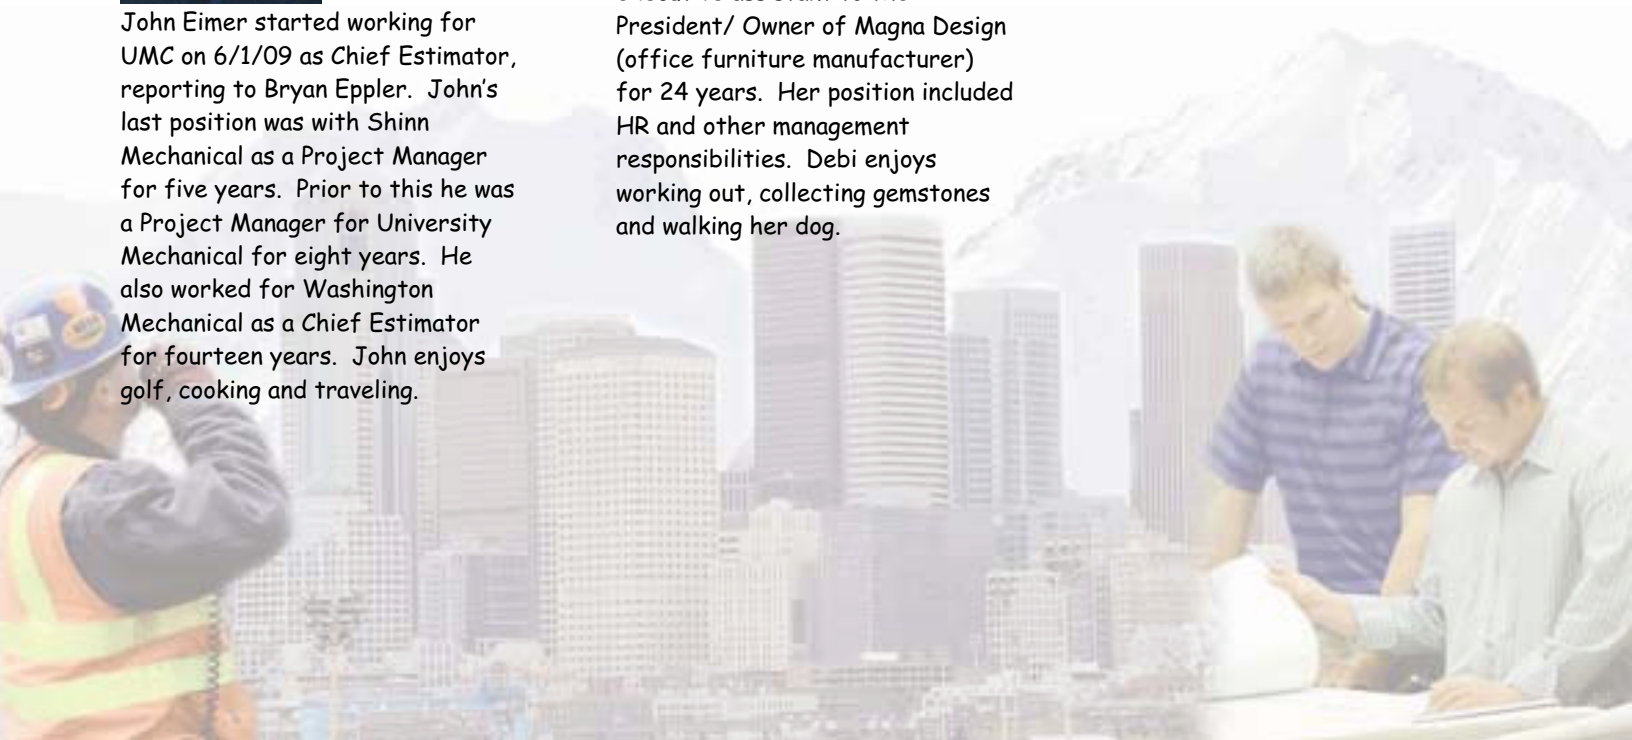 John Eimer started working for
UMC on 6/1/09 as Chief Estimator,
reporting to Bryan Eppler.  John's
last position was with Shinn
Mechanical as a Project Manager
for five years.  Prior to this he was
a Project Manager for University
Mechanical for eight years.  He
also worked for Washington
Mechanical as a Chief Estimator
for fourteen years.  John enjoys
golf, cooking and traveling.
President/ Owner of Magna Design
(office furniture manufacturer)
for 24 years.  Her position included
HR and other management
responsibilities.  Debi enjoys
working out, collecting gemstones
and walking her dog.